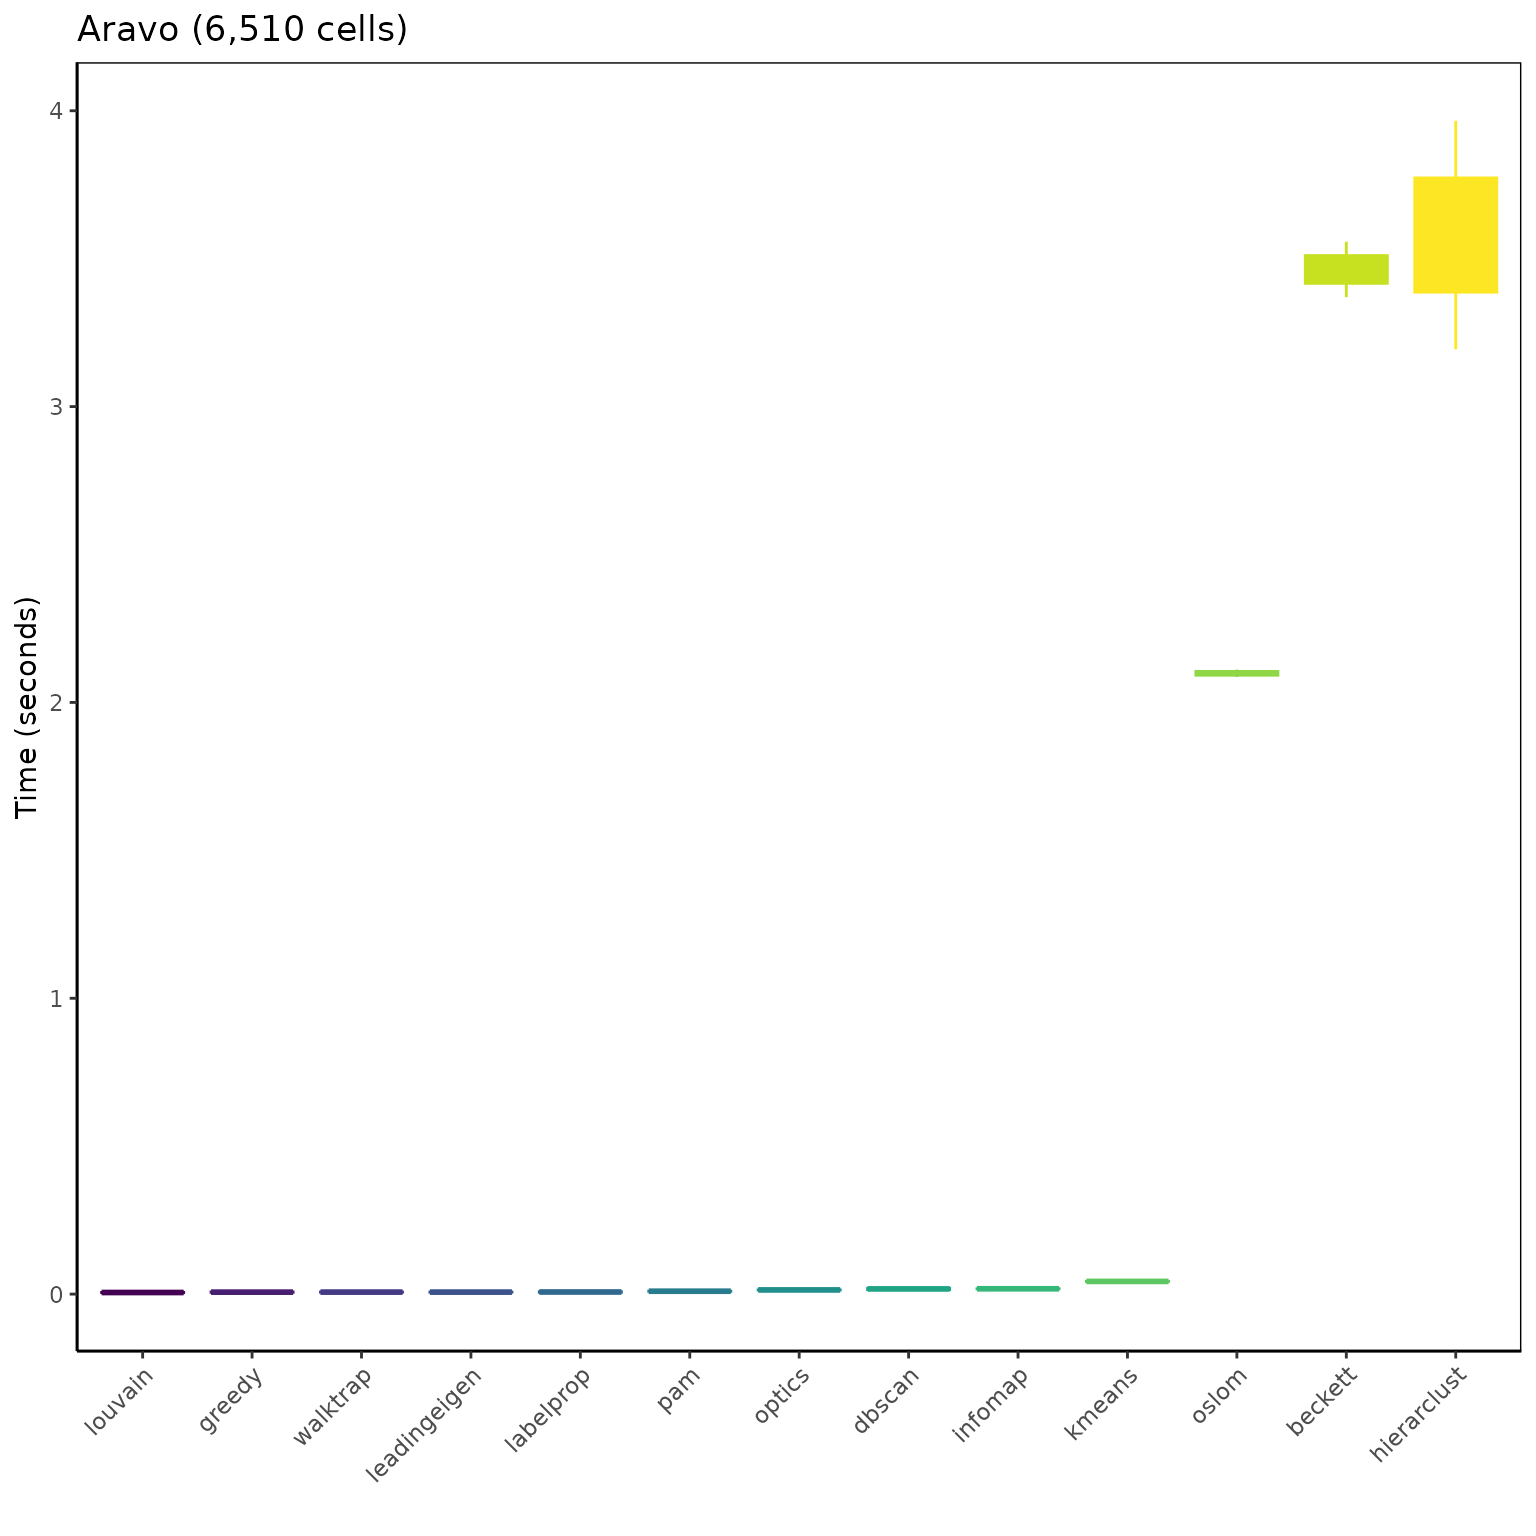 Aravo (6,510 cells)
Time (seconds)
4
3
2
1
0
louvain
greedy
walktrap
leadingeigen
labelprop
pam
optics
dbscan
infomap
kmeans
oslom
beckett
hierarclust